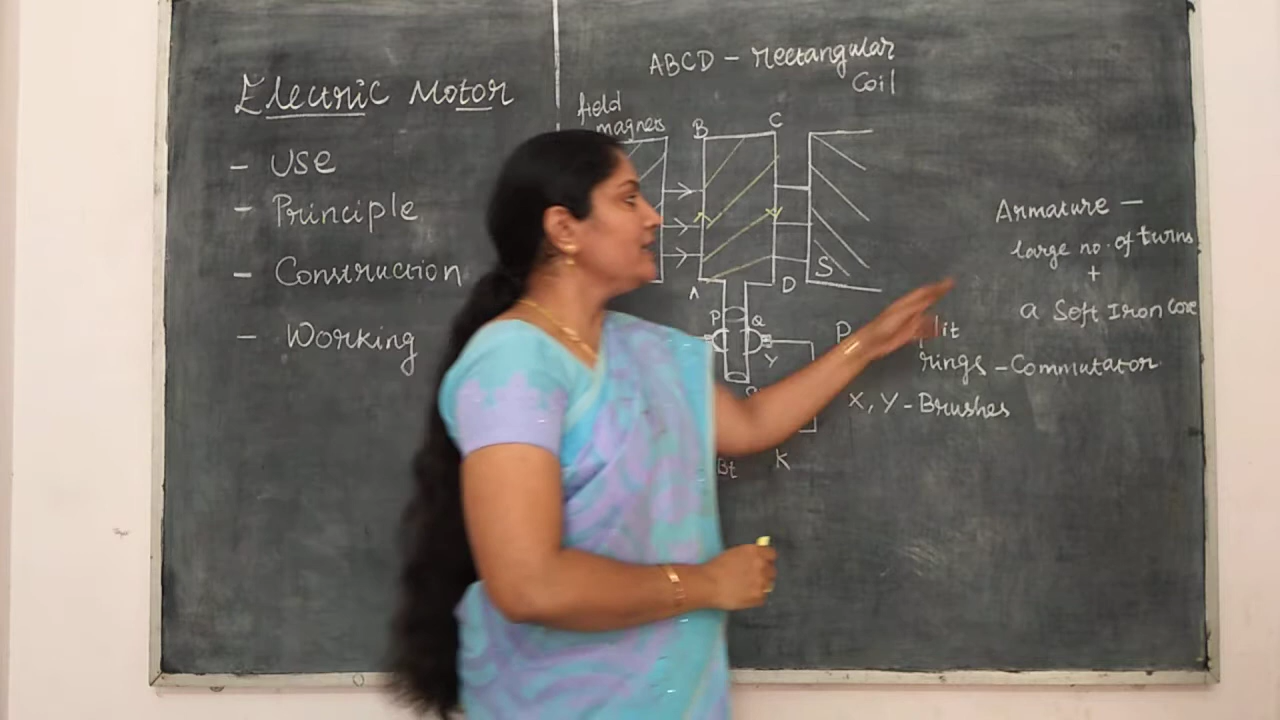 Electric Motor
- Use
- Principle
- Construction
- Working
ABCD - rectangular
Coil
field
magnets
B
C
A
D
S
P
Q
Y
Bt
K
P
rings - Commutator
X, Y - Brushes
Armature -
large no. of turns
+
a Soft Iron Core